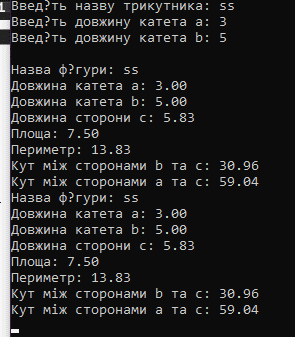 Введ?ть назву трикутника: ss
Введ?ть довжину катета a: 3
Введ?ть довжину катета b: 5

Назва ф?гури: ss
Довжина катета a: 3.00
Довжина катета b: 5.00
Довжина сторони c: 5.83
Площа: 7.50
Периметр: 13.83
Кут між сторонами b та c: 30.96
Кут між сторонами a та c: 59.04
Назва ф?гури: ss
Довжина катета a: 3.00
Довжина катета b: 5.00
Довжина сторони c: 5.83
Площа: 7.50
Периметр: 13.83
Кут між сторонами b та c: 30.96
Кут між сторонами a та c: 59.04